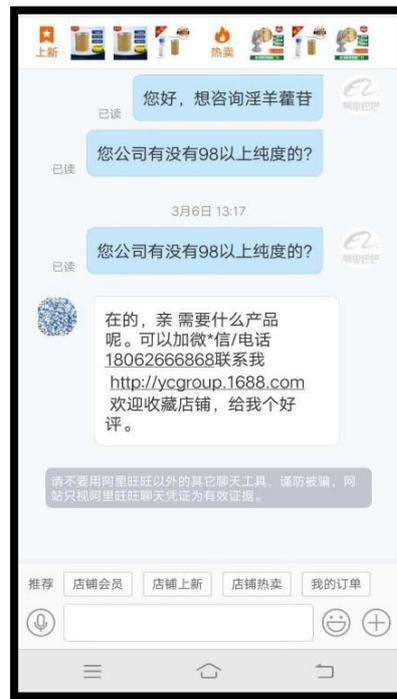 上新
热卖
您好，想咨询淫羊藿苷
已读
您公司有没有98以上纯度的?
已读
3月6日 13:17
您公司有没有98以上纯度的?
已读
阿里巴巴
在的，亲 需要什么产品
呢。可以加微*信/电话
18062666868联系我
http://ycgroup.1688.com
欢迎收藏店铺，给我个好
评。
请不要用阿里旺旺以外的其它聊天工具，谨防被骗，网
站只视阿里旺旺聊天凭证为有效证据。
推荐 店铺会员 店铺上新 店铺热卖 我的订单